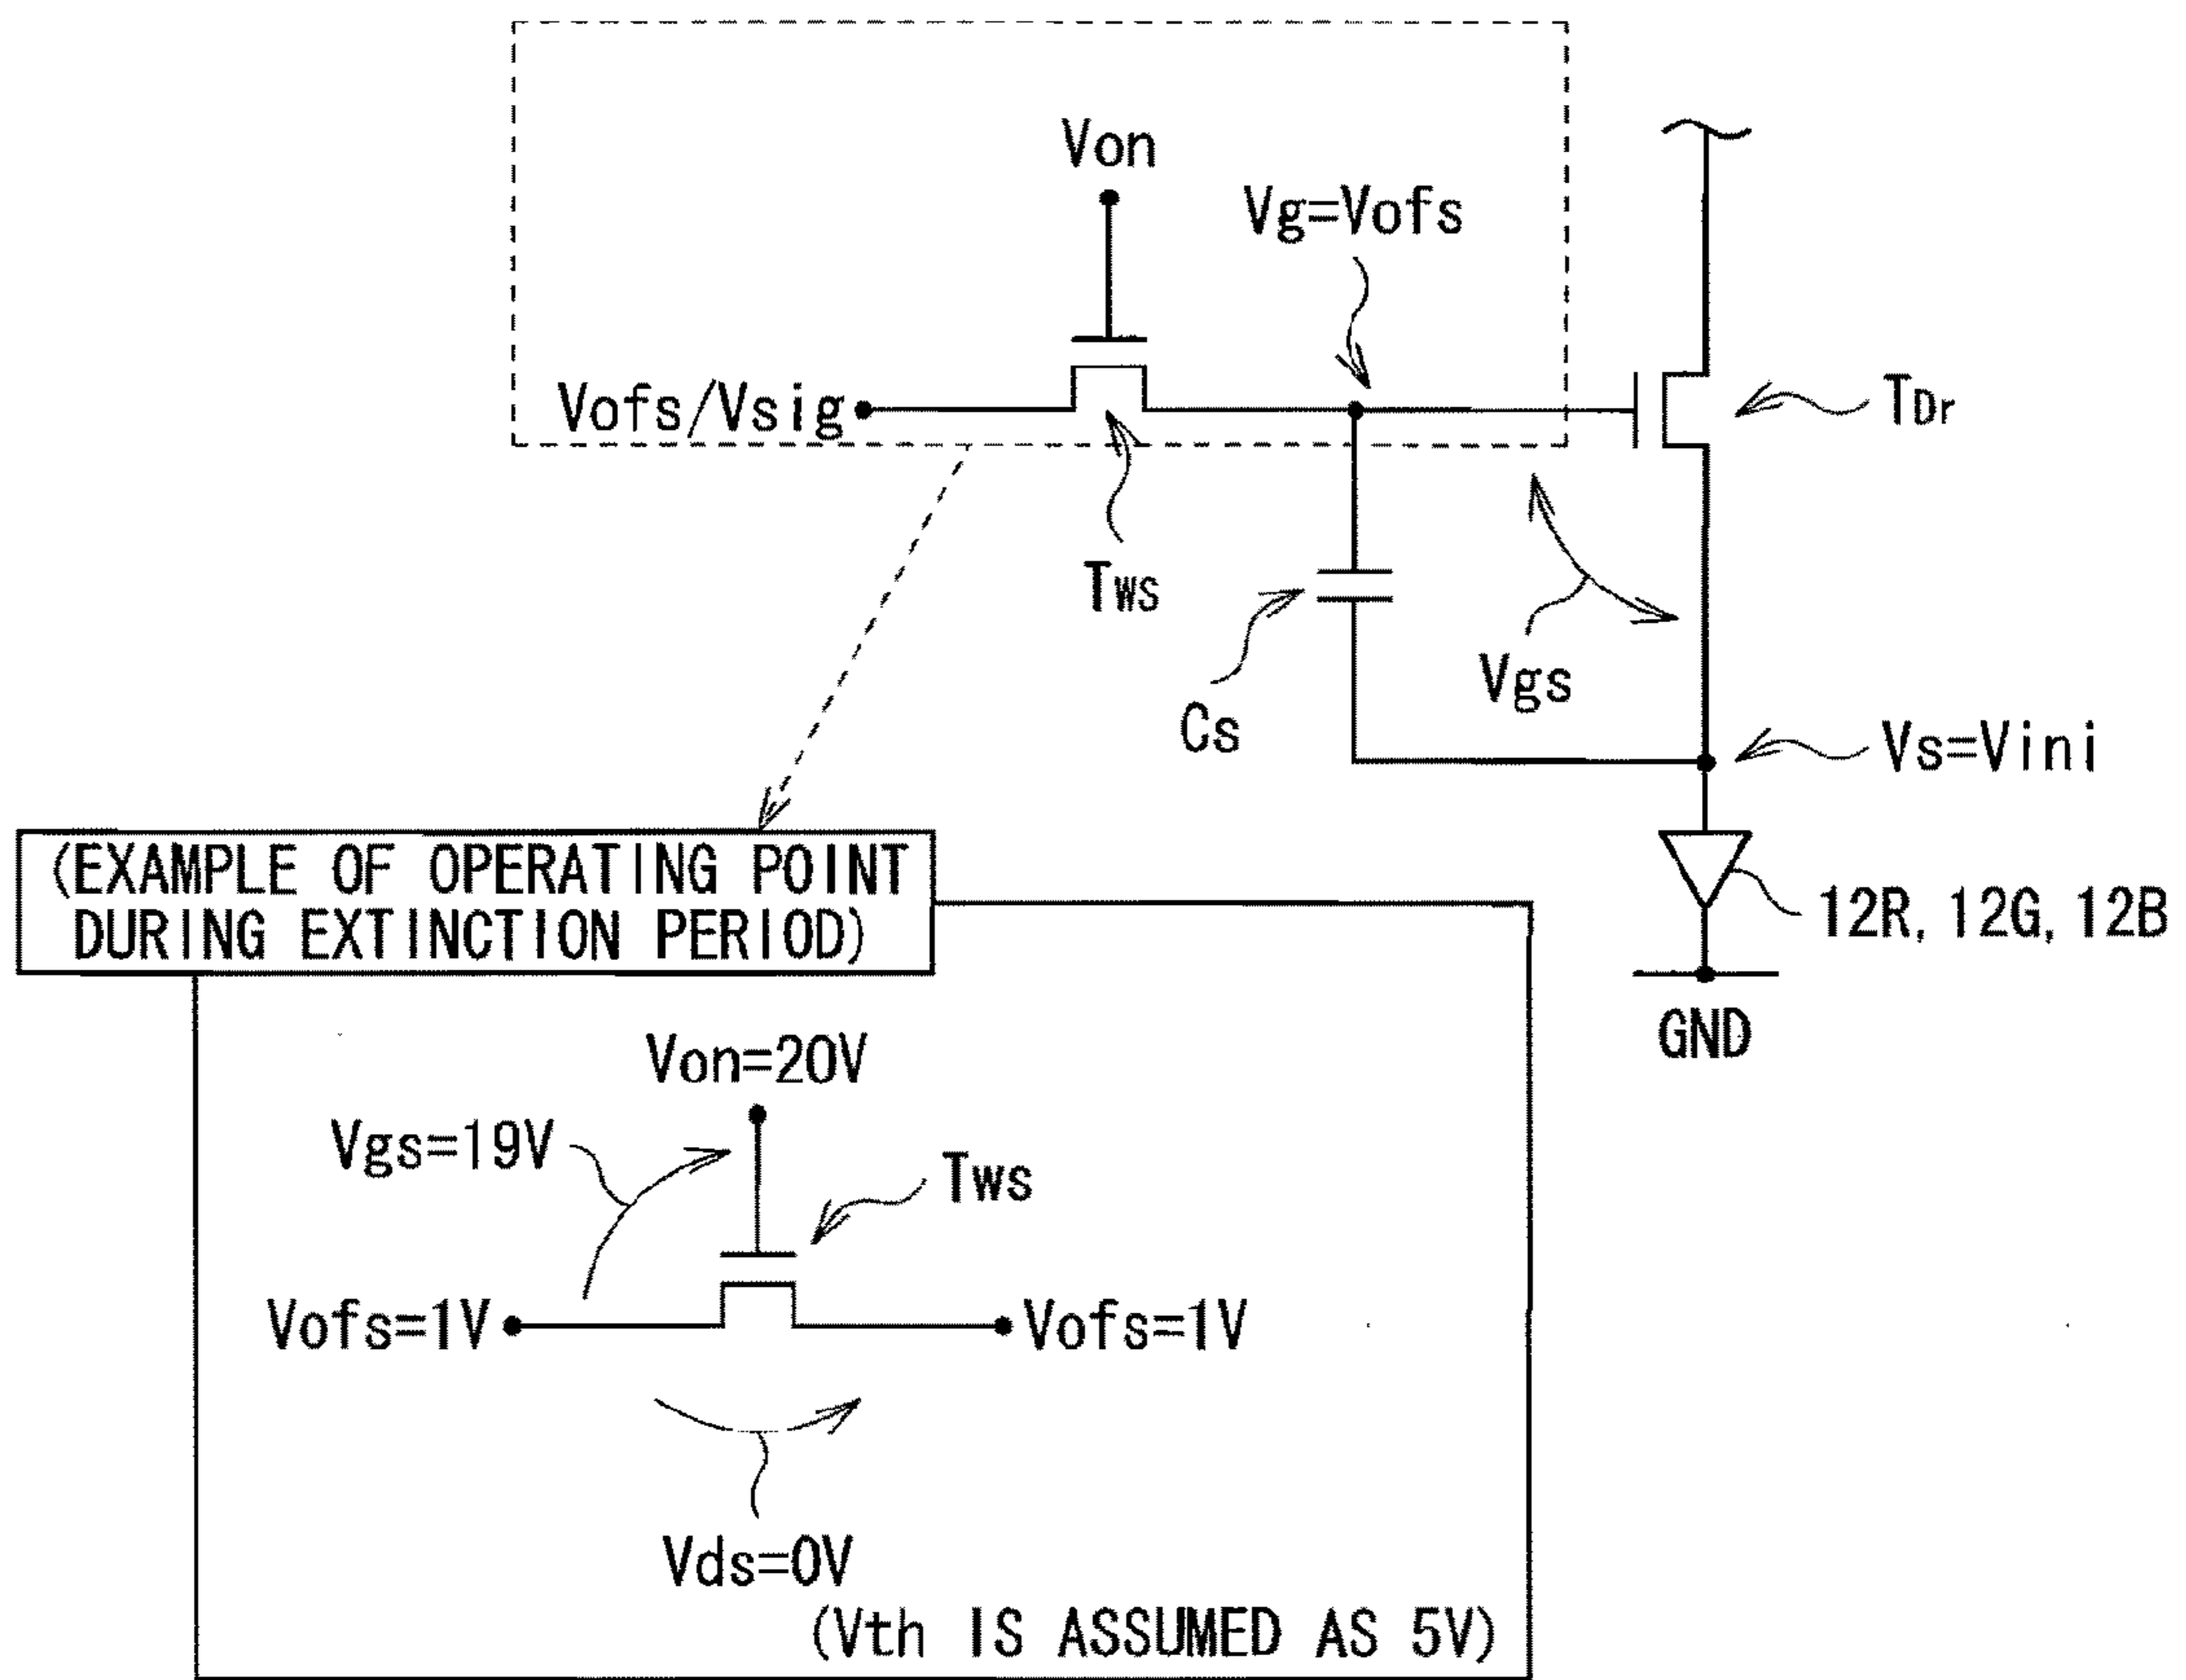 Von
Vg=Vofs
Vofs/Vsig
TDr
Tws
Vgs
Cs
Vs=Vini
12R, 12G, 12B
GND
(EXAMPLE OF OPERATING POINT
DURING EXTINCTION PERIOD)
Von=20V
Vgs=19V
Tws
Vofs=1V
Vofs=1V
Vds=0V
(Vth IS ASSUMED AS 5V)